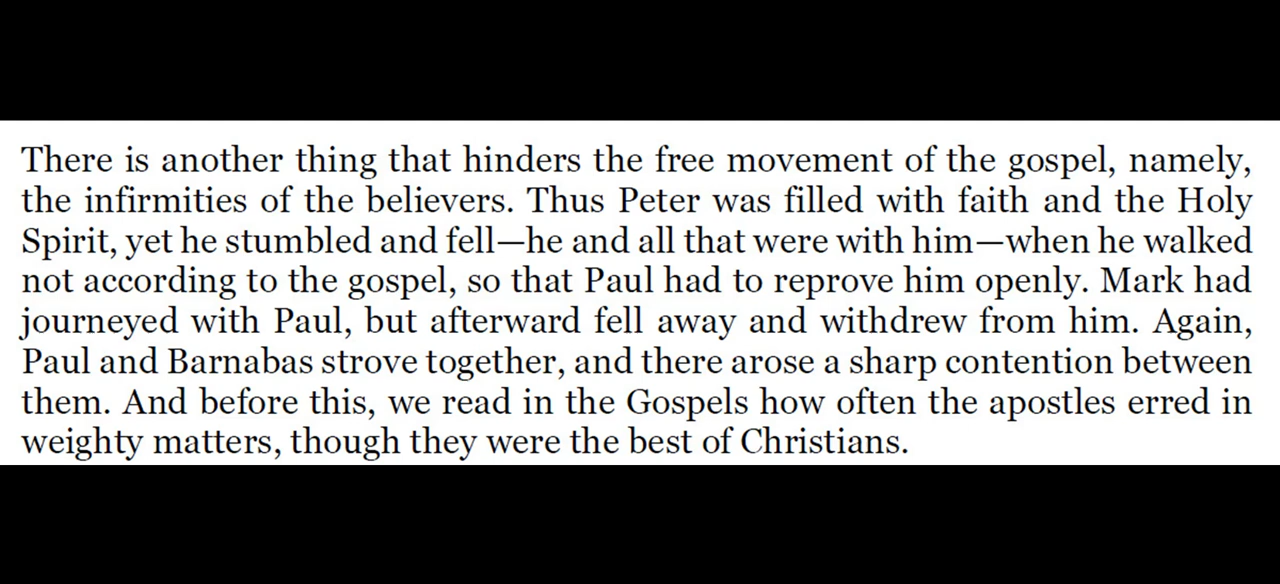 There is another thing that hinders the free movement of the gospel, namely,
the infirmities of the believers. Thus Peter was filled with faith and the Holy
Spirit, yet he stumbled and fell—he and all that were with him—when he walked
not according to the gospel, so that Paul had to reprove him openly. Mark had
journeyed with Paul, but afterward fell away and withdrew from him. Again,
Paul and Barnabas strove together, and there arose a sharp contention between
them. And before this, we read in the Gospels how often the apostles erred in
weighty matters, though they were the best of Christians.